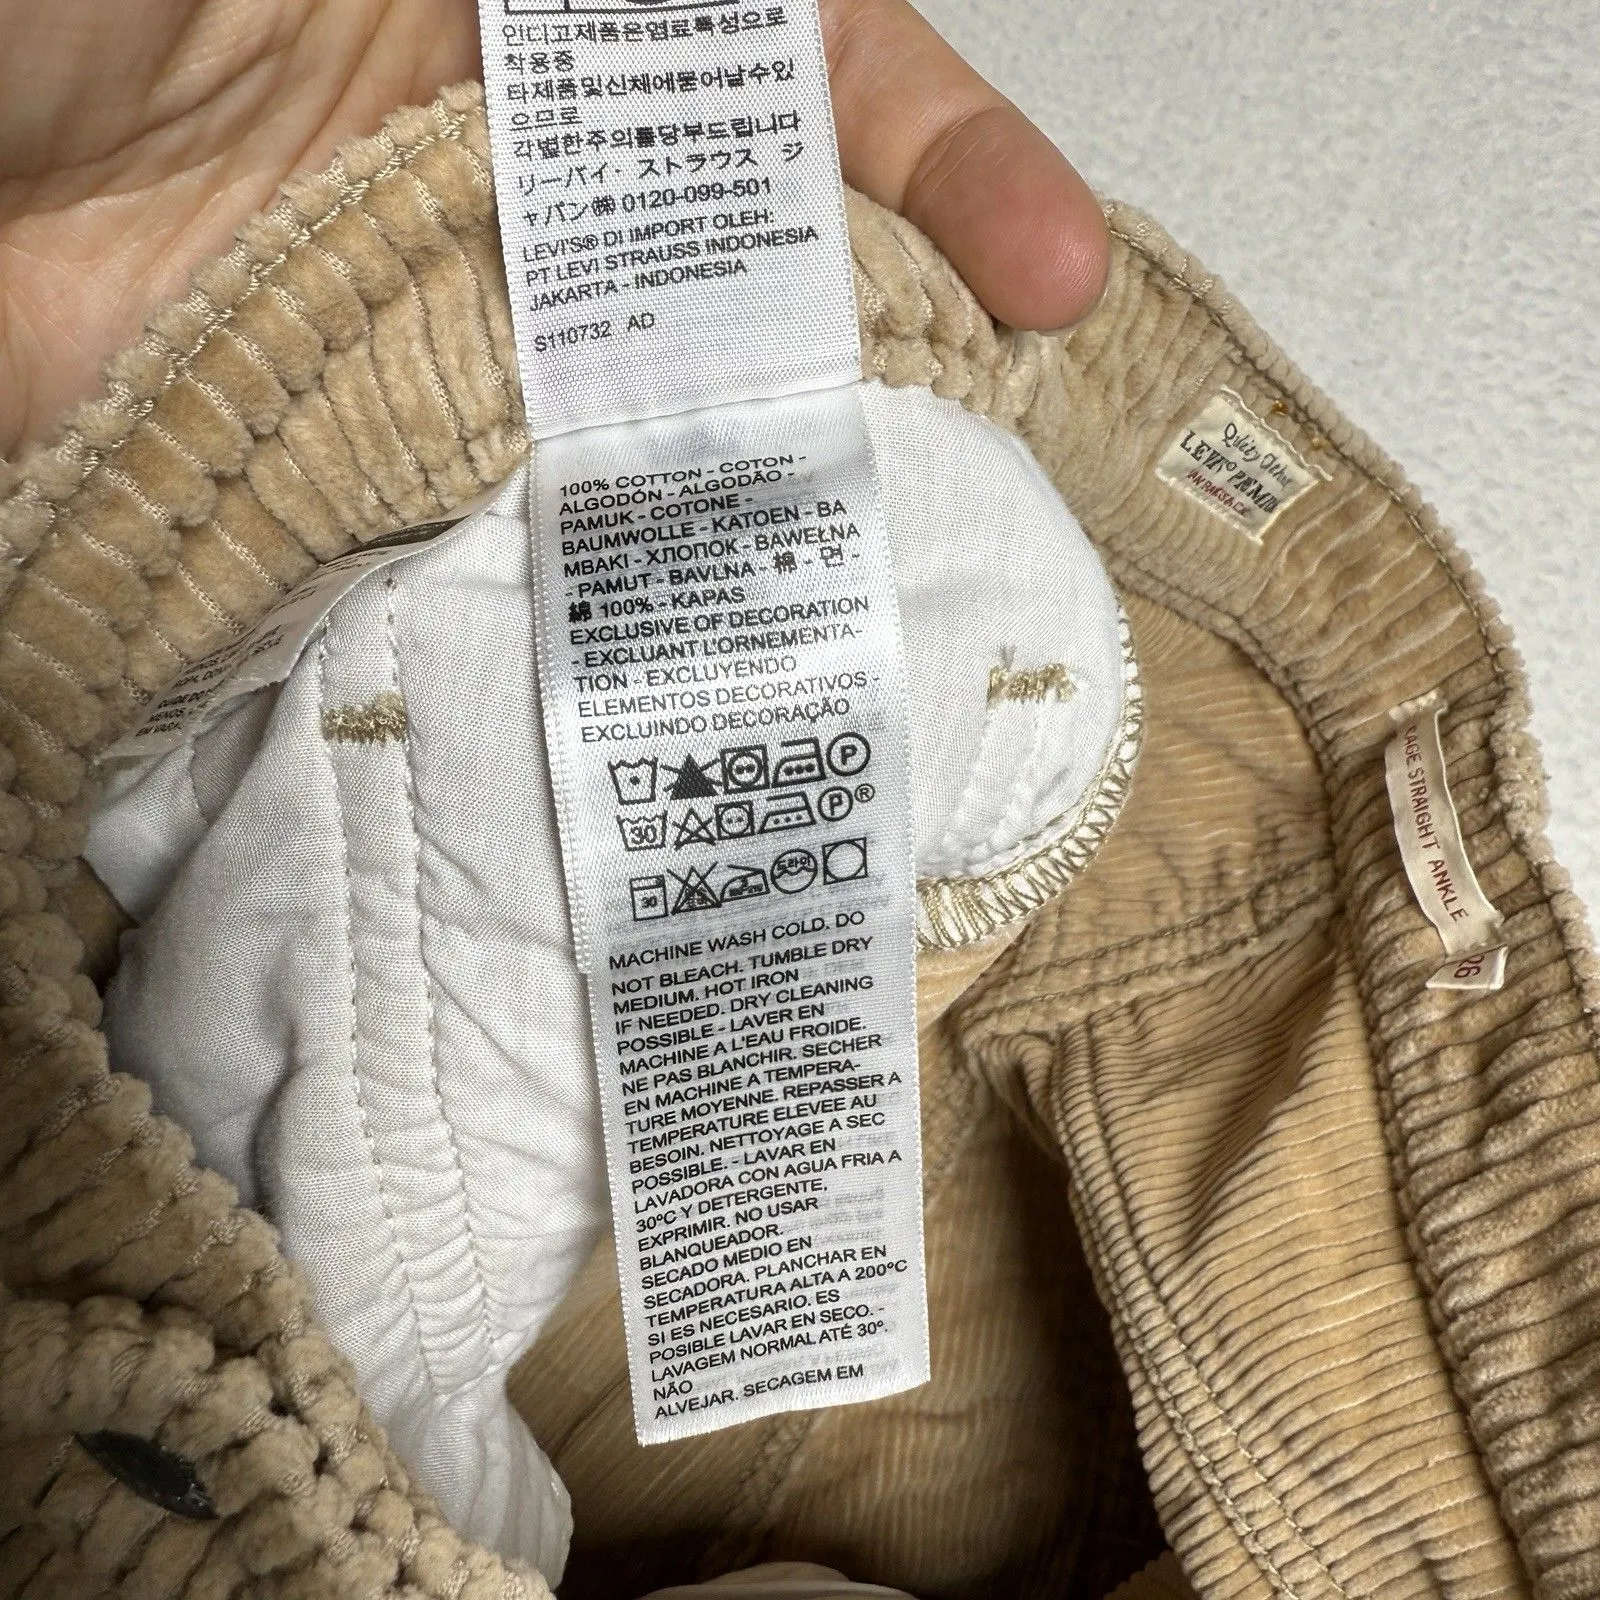 인디고제품은염료특성으로
착용중
타제품및신체에묻어날수있
으므로
각별한주의를당부드립니다
リーバイ・ストラウス ジ
ャパン㈱ 0120-099-501
LEVI'S® DI IMPORT OLEH:
PT LEVI STRAUSS INDONESIA
JAKARTA - INDONESIA
S110732 AD
100% COTTON - COTON -
ALGODÓN - ALGODÃO -
PAMUK - COTONE -
BAUMWOLLE - KATOEN - BA
MBAKI - ХЛОПОК - BAWEŁNA
- PAMUT - BAVLNA - 棉 - 면 -
綿 100% - KAPAS
EXCLUSIVE OF DECORATION
- EXCLUANT L'ORNEMENTA-
TION - EXCLUYENDO
ELEMENTOS DECORATIVOS -
EXCLUINDO DECORAÇÃO
P
30 P®
30 드라이
MACHINE WASH COLD. DO
NOT BLEACH. TUMBLE DRY
MEDIUM. HOT IRON
IF NEEDED. DRY CLEANING
POSSIBLE - LAVER EN
MACHINE A L'EAU FROIDE.
NE PAS BLANCHIR. SECHER
EN MACHINE A TEMPERA-
TURE MOYENNE. REPASSER A
TEMPERATURE ELEVEE AU
BESOIN. NETTOYAGE A SEC
POSSIBLE. - LAVAR EN
LAVADORA CON AGUA FRIA A
30ºC Y DETERGENTE.
EXPRIMIR. NO USAR
BLANQUEADOR.
SECADO MEDIO EN
SECADORA. PLANCHAR EN
TEMPERATURA ALTA A 200ºC
SI ES NECESARIO. ES
POSIBLE LAVAR EN SECO. -
LAVAGEM NORMAL ATÉ 30º.
NÃO
ALVEJAR. SECAGEM EM
Quality Clothing
LEVI
STRAIGHT ANKLE
26